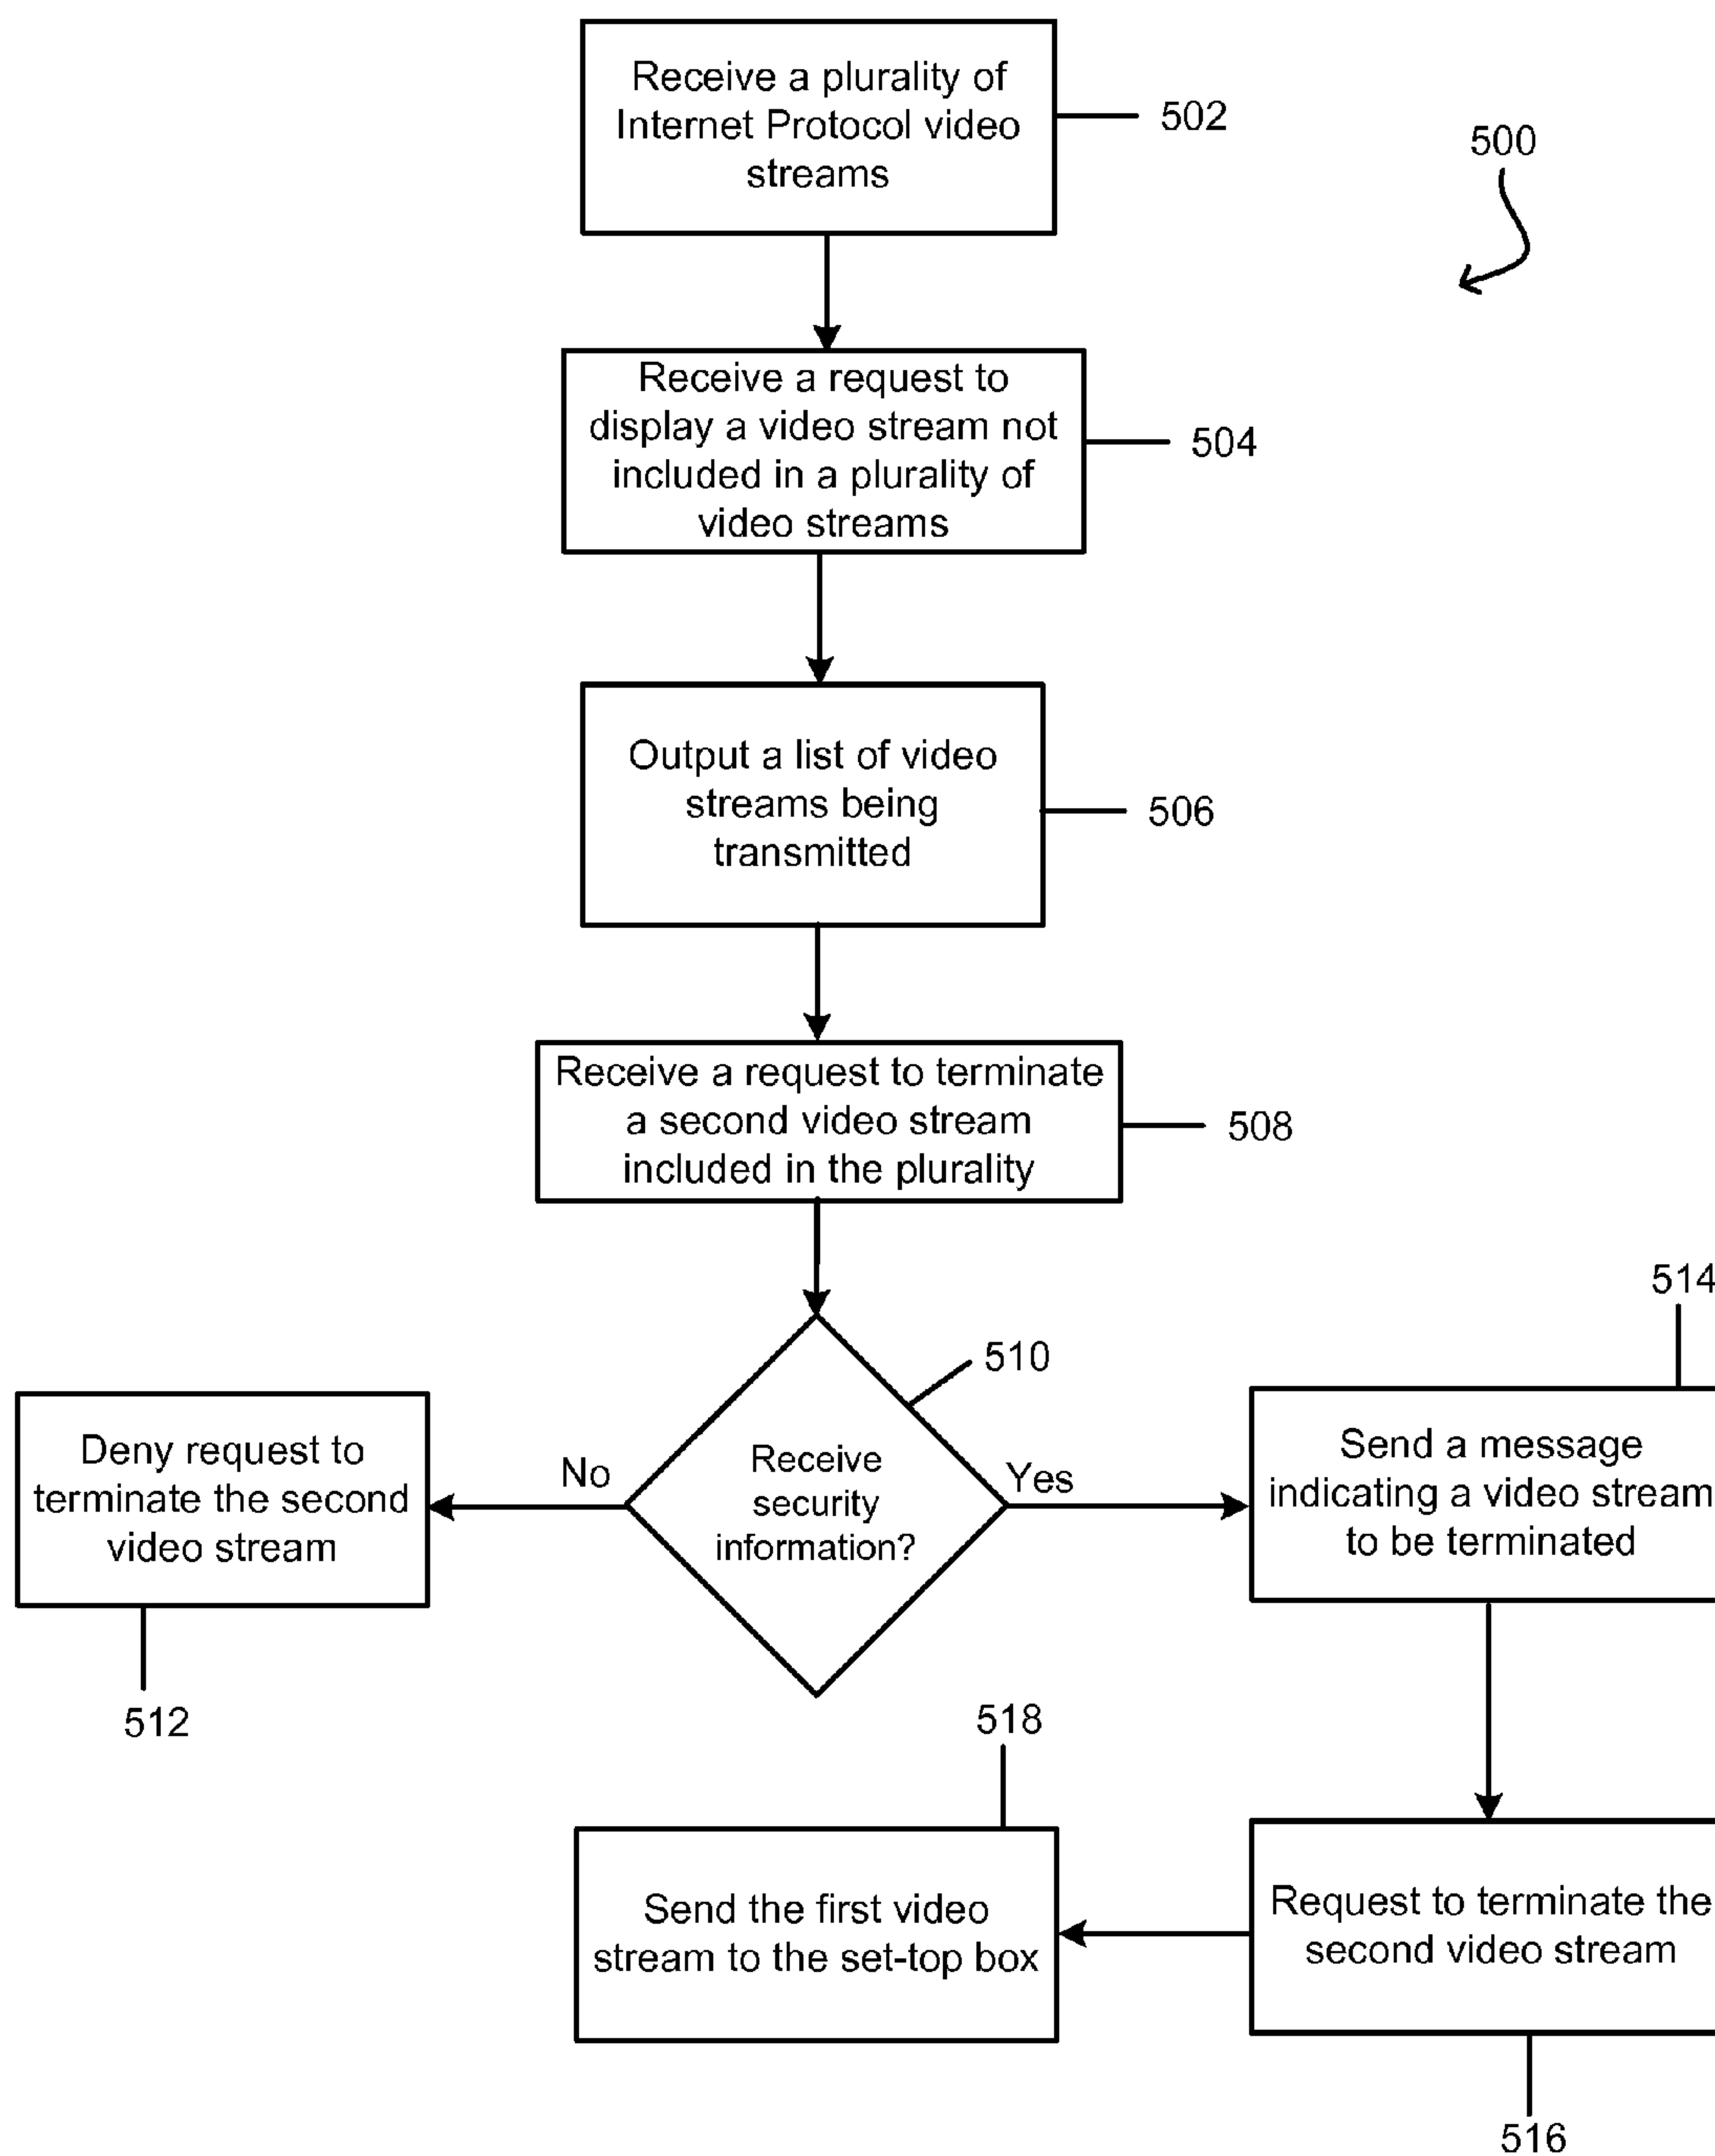 Receive a plurality of
Internet Protocol video
streams
502
500
Receive a request to
display a video stream not
included in a plurality of
video streams
504
Output a list of video
streams being
transmitted
506
Receive a request to terminate
a second video stream
included in the plurality
508
510
514
Deny request to
terminate the second
video stream
No
Receive
security
information?
Yes
Send a message
indicating a video stream
to be terminated
512
518
Send the first video
stream to the set-top box
Request to terminate the
second video stream
516